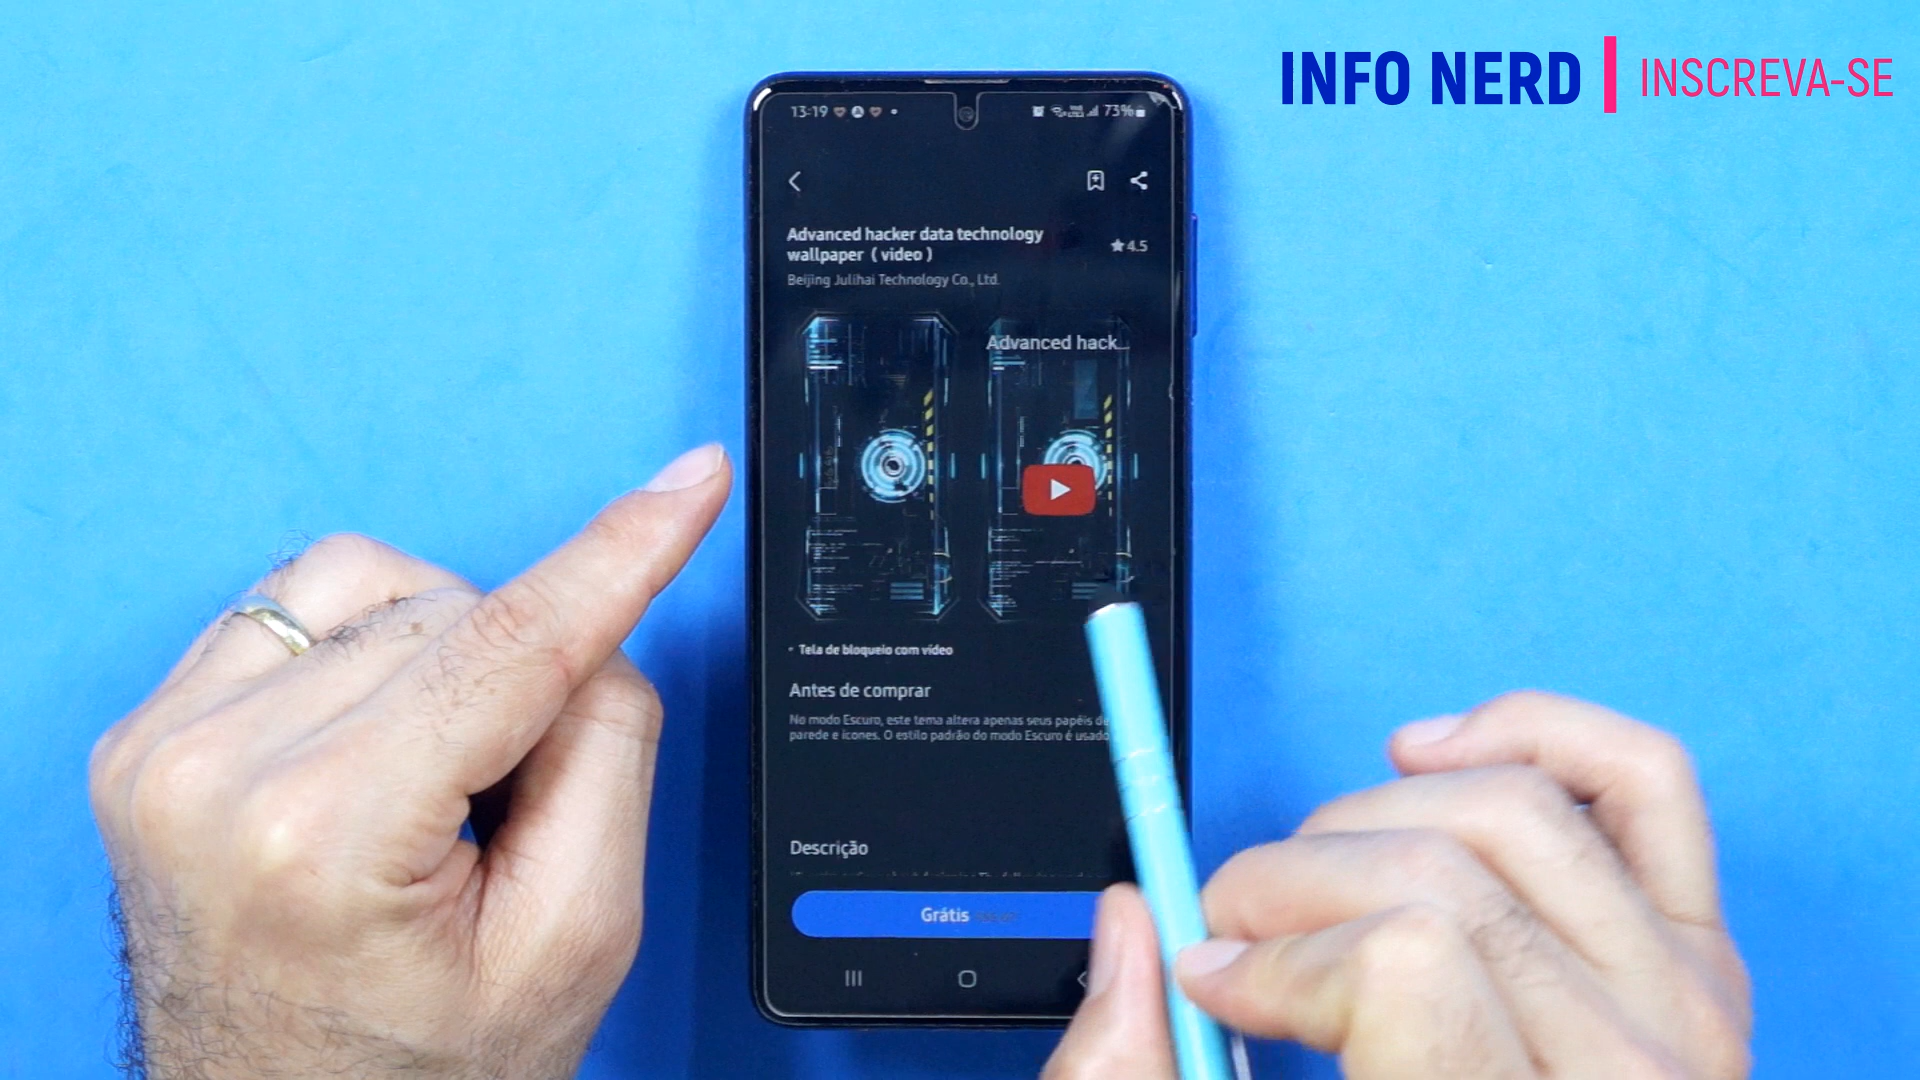 INFO NERD | INSCREVA-SE
13:19
73%
Advanced hacker data technology
wallpaper ( video )
★4.5
Beijing Julihai Technology Co., Ltd.
Advanced hack...
• Tela de bloqueio com vídeo
Antes de comprar
No modo Escuro, este tema altera apenas seus papéis de
parede e ícones. O estilo padrão do modo Escuro é usado
Descrição
Grátis